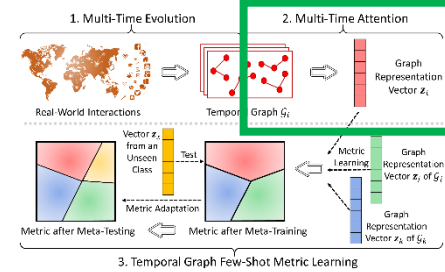 1. Multi-Time Evolution
2. Multi-Time Attention
Graph
Representation
Vector zᵢ
Real-World Interactions
Temporal Graph 𝒢ᵢ
Vector
from an
Unseen
Class
Test
Metric
Learning
Graph
Representation
Vector zⱼ of 𝒢ⱼ
Metric Adaptation
Graph
Representation
Vector zₖ of 𝒢ₖ
Metric after Meta-Testing
Metric after Meta-Training
3. Temporal Graph Few-Shot Metric Learning